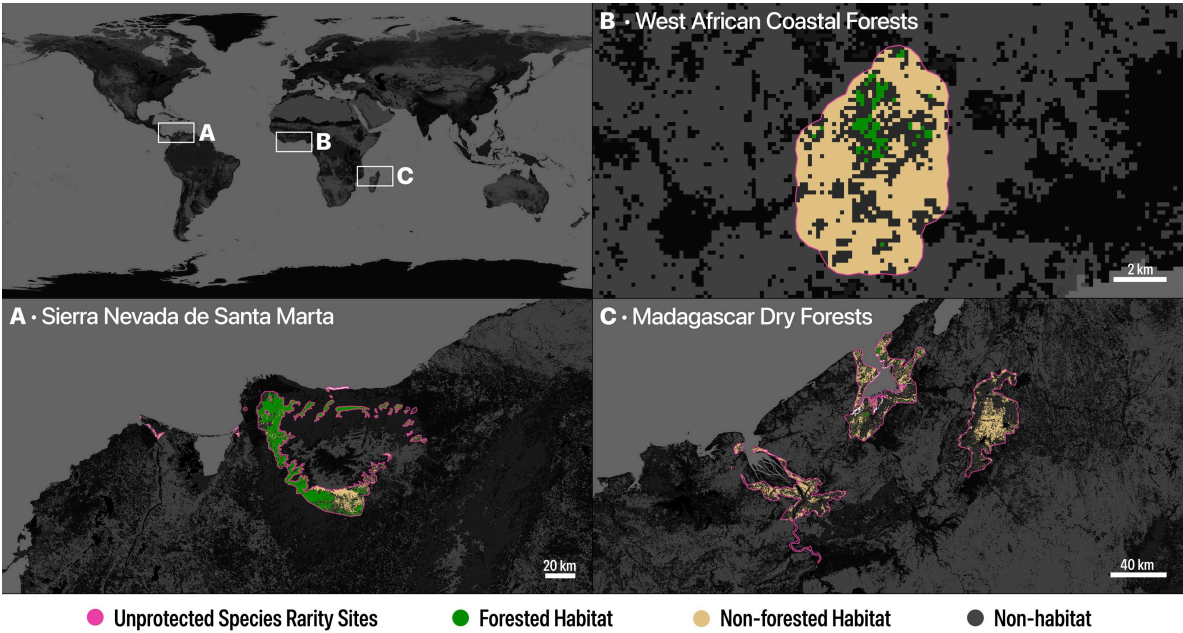 A
B
C
B · West African Coastal Forests
2 km
A · Sierra Nevada de Santa Marta
20 km
C · Madagascar Dry Forests
40 km
Unprotected Species Rarity Sites
Forested Habitat
Non-forested Habitat
Non-habitat